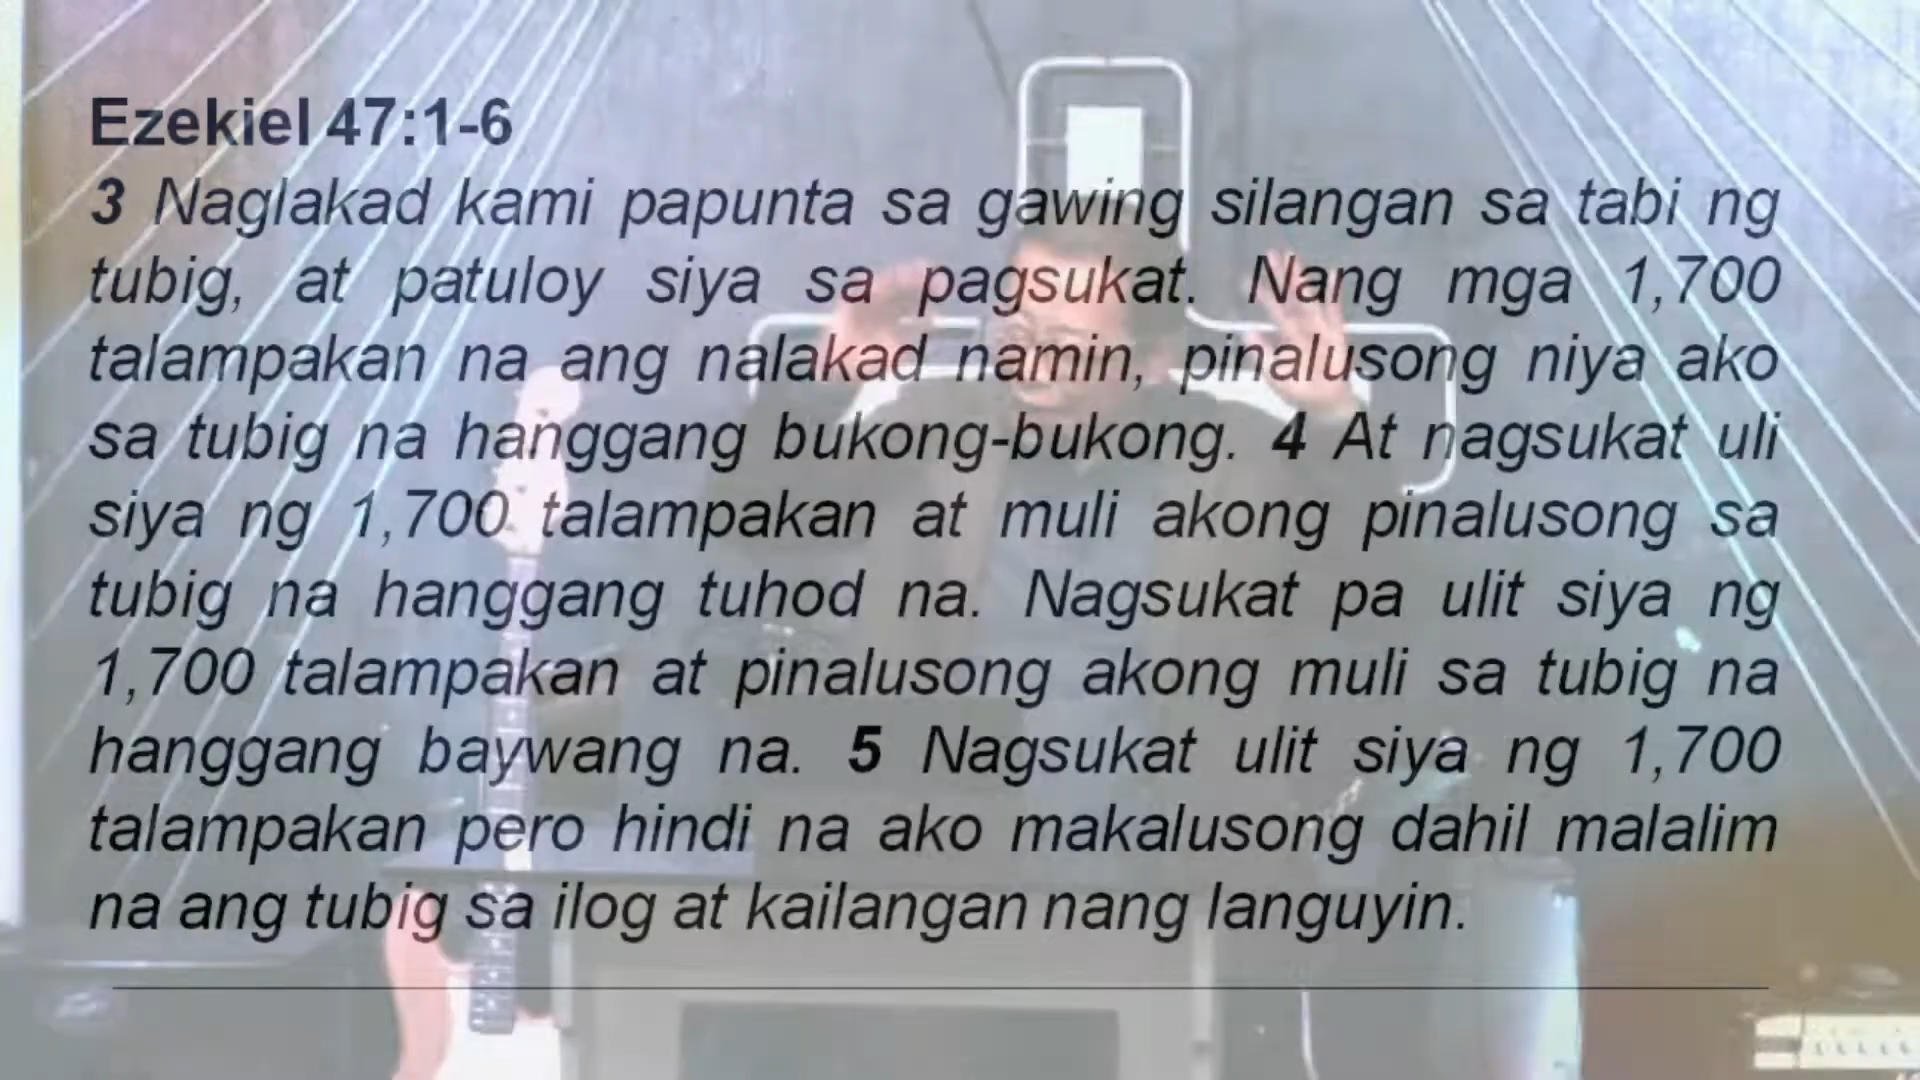 Ezekiel 47:1-6
3 Naglakad kami papunta sa gawing silangan sa tabi ng
tubig, at patuloy siya sa pagsukat. Nang mga 1,700
talampakan na ang nalakad namin, pinalusong niya ako
sa tubig na hanggang bukong-bukong. 4 At nagsukat uli
siya ng 1,700 talampakan at muli akong pinalusong sa
tubig na hanggang tuhod na. Nagsukat pa ulit siya ng
1,700 talampakan at pinalusong akong muli sa tubig na
hanggang baywang na. 5 Nagsukat ulit siya ng 1,700
talampakan pero hindi na ako makalusong dahil malalim
na ang tubig sa ilog at kailangan nang languyin.